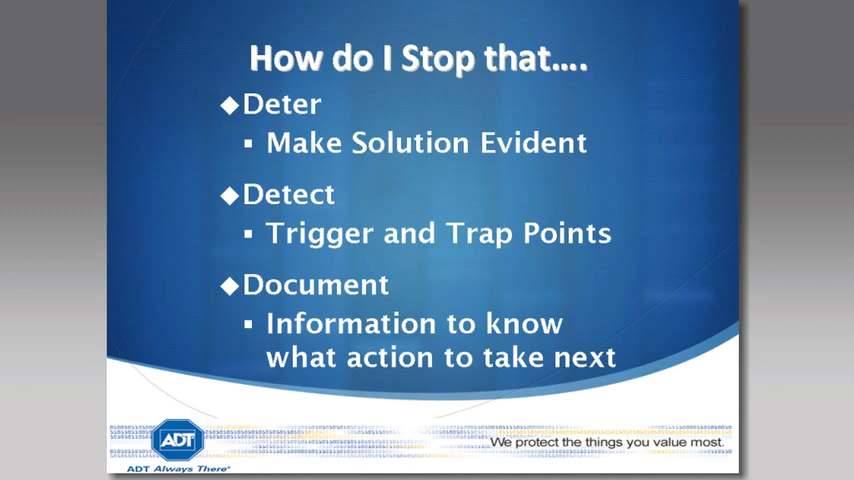 How do I Stop that....
Deter
Make Solution Evident
Detect
Trigger and Trap Points
Document
Information to know
what action to take next
ADT
We protect the things you value most.
ADT Always There®